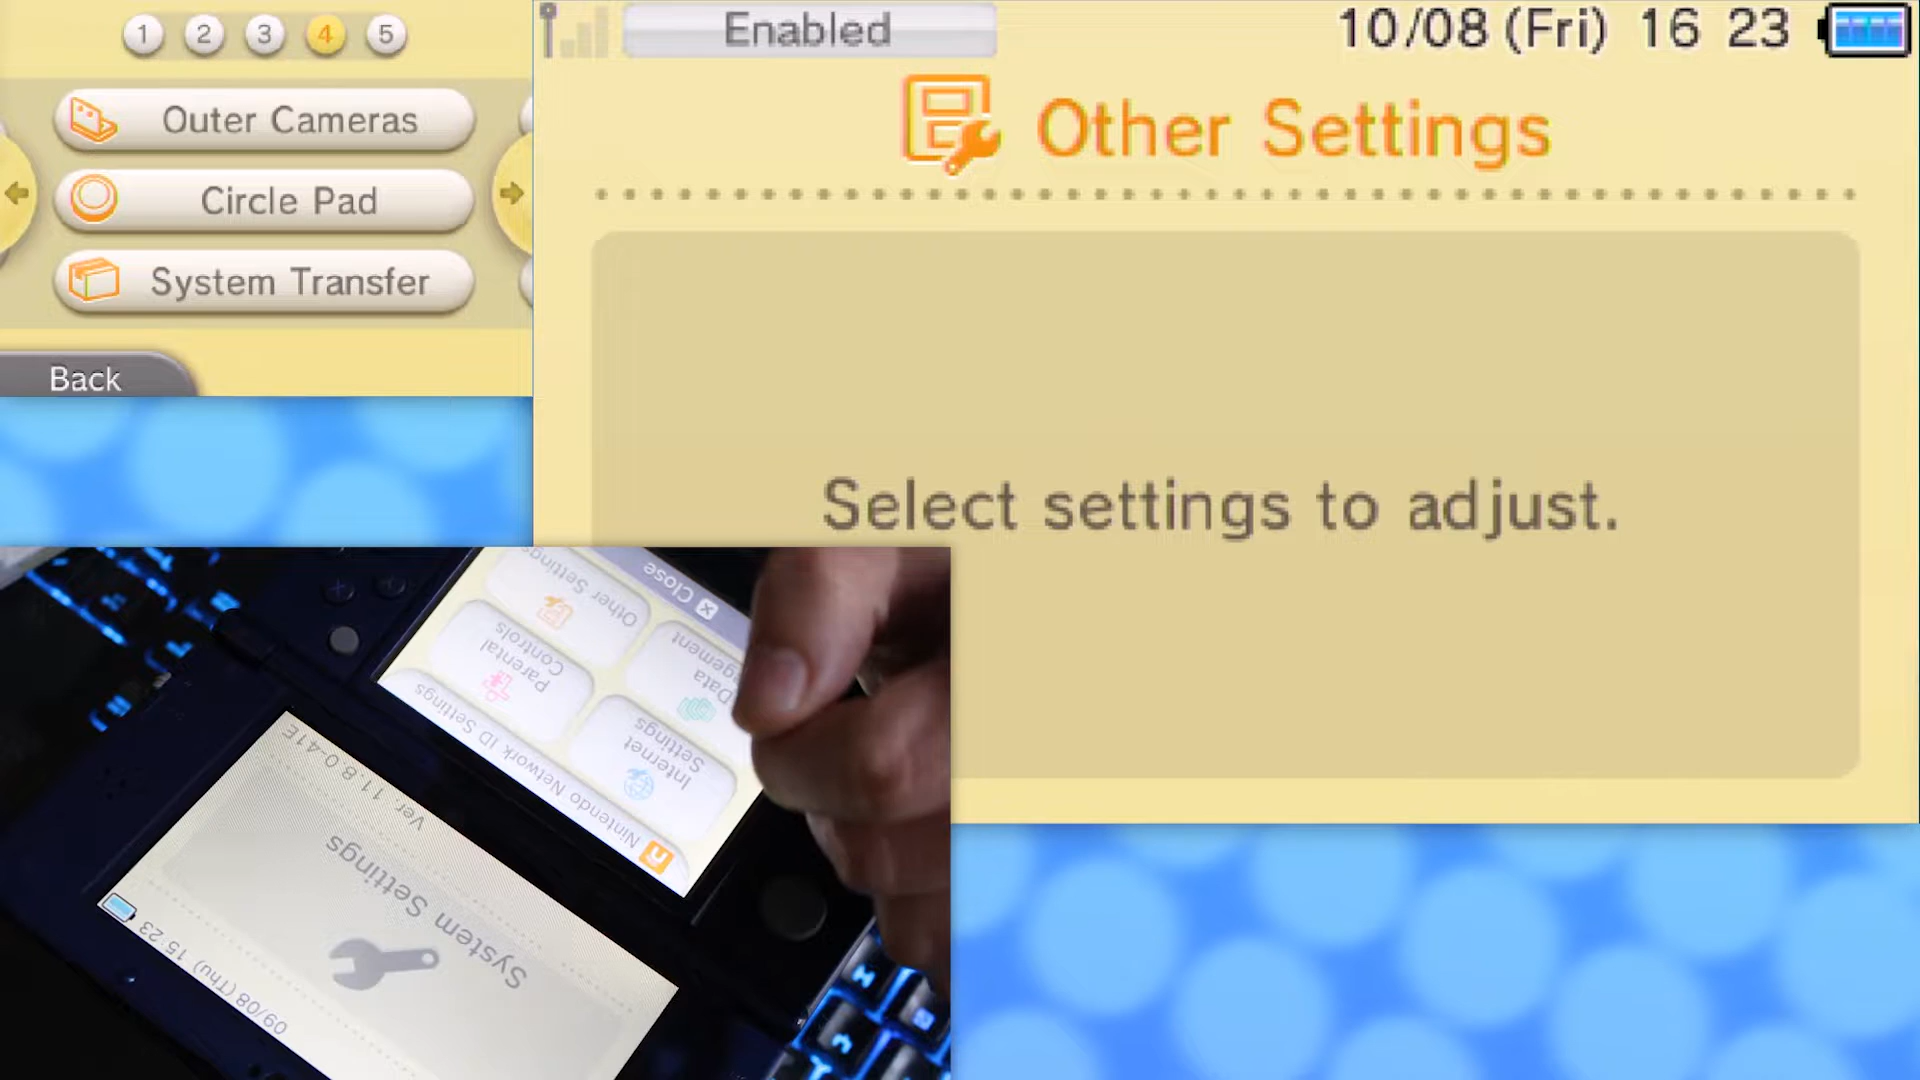 1 2 3 4 5
Outer Cameras
Circle Pad
System Transfer
Back
Enabled
10/08 (Fri) 16 23
Other Settings
Select settings to adjust.
Close
Other Settings
Data
Parental
Controls
Internet
Settings
Nintendo Network ID Settings
Ver. 11.8.0-41E
System Settings
09/08 (Thu) 15:23